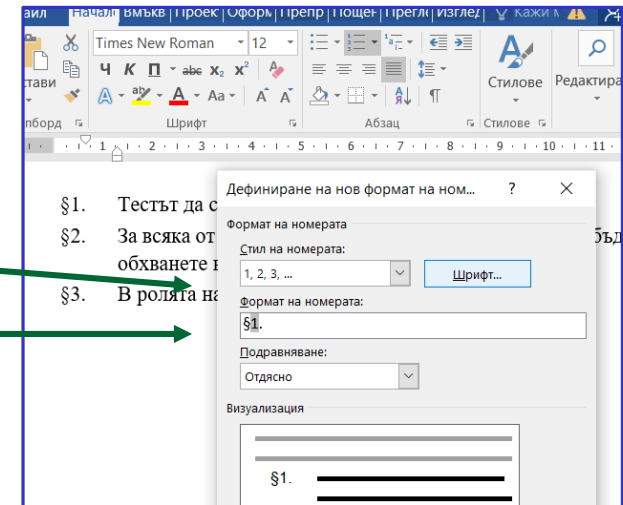 аил Начал Вмъкв Проек Оформ Препр Пощен Прегле Изглед Кажи
Times New Roman 12
Ч К П abc X₂ X²
A ab A Aa A A
Стилове
Редактира
Шрифт
Абзац
Стилове
1 2 3 4 5 6 7 8 9 10 11
Дефиниране на нов формат на ном... ? ×
§1. Тестът да с
§2. За всяка от бъд
обхванете
§3. В ролята на
Формат на номерата
Стил на номерата:
1, 2, 3, ...
Шрифт...
Формат на номерата:
§1.
Подравняване:
Отдясно
Визуализация
§1.